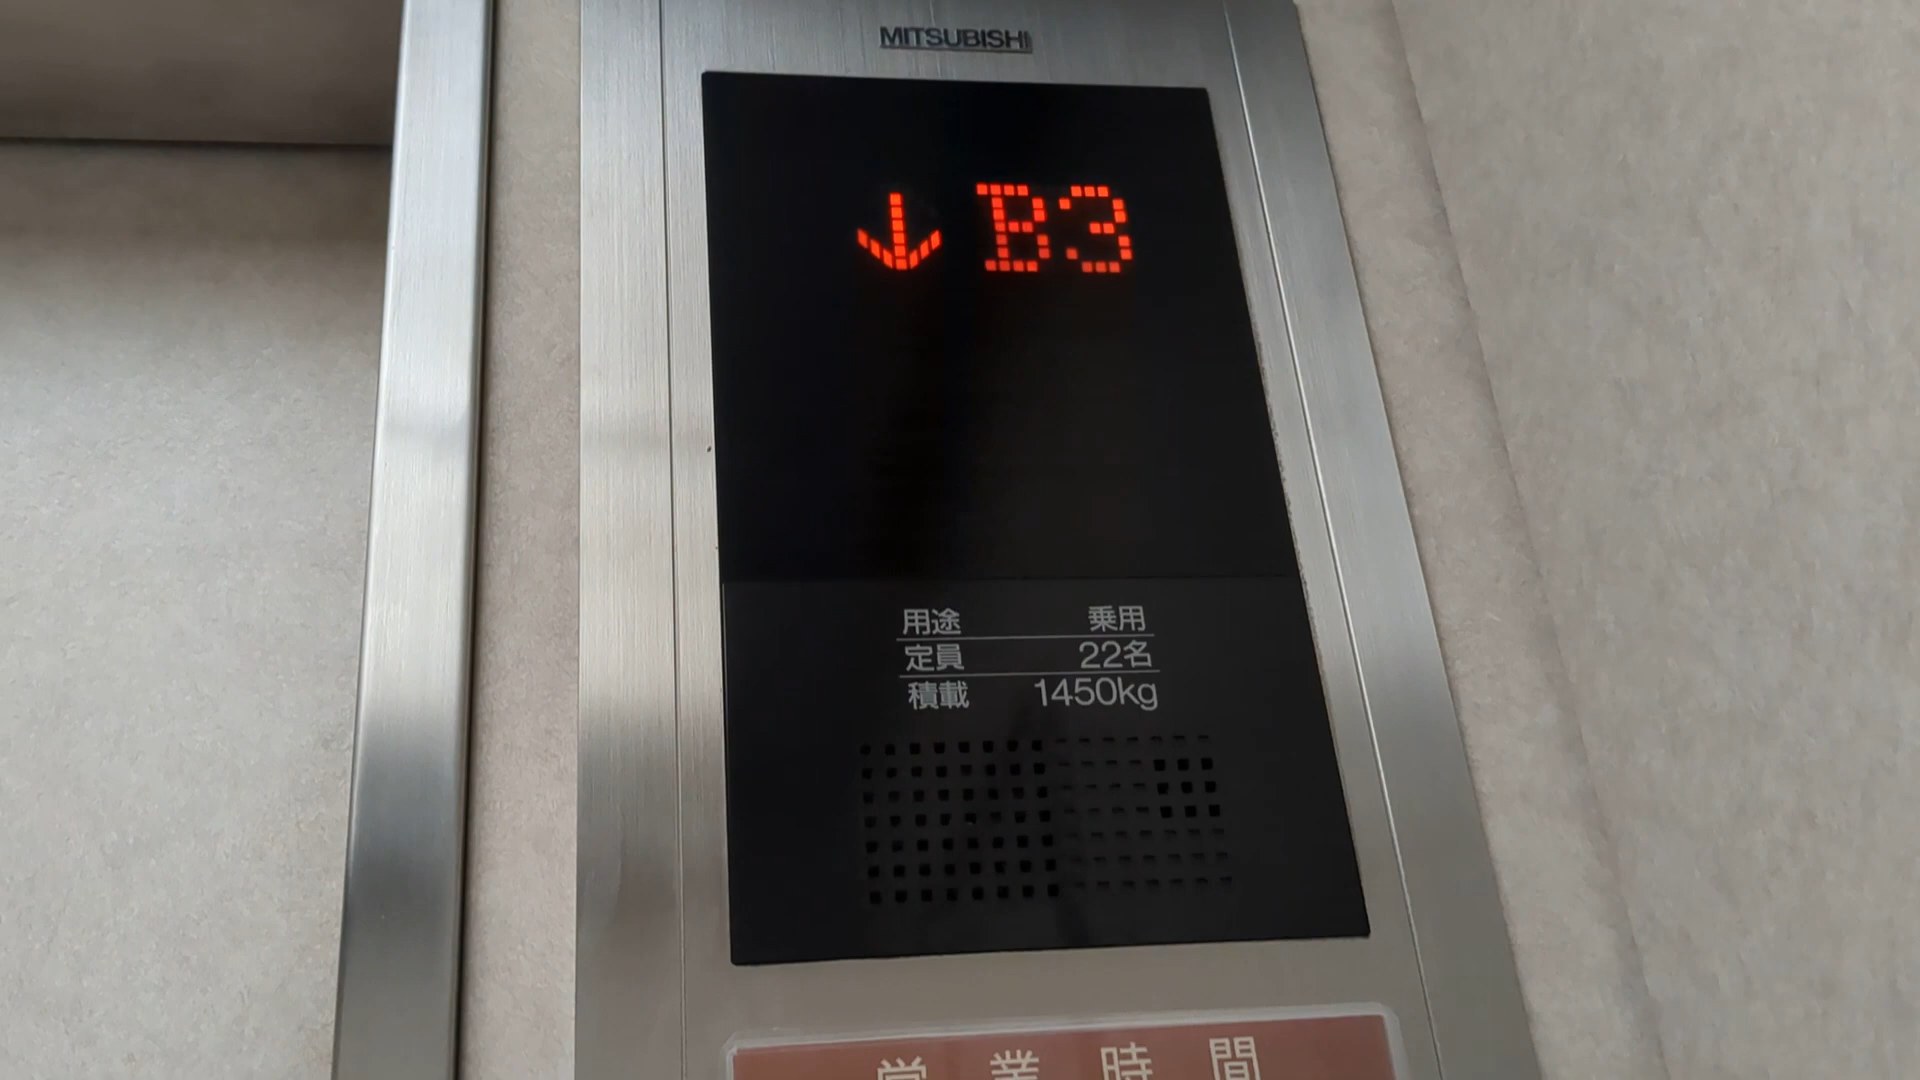 MITSUBISHI
↓ B3
用途 乗用
定員 22名
積載 1450kg
営業時間